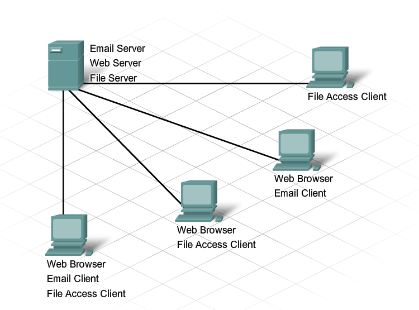 Email Server
Web Server
File Server
File Access Client
Web Browser
Email Client
Web Browser
File Access Client
Web Browser
Email Client
File Access Client